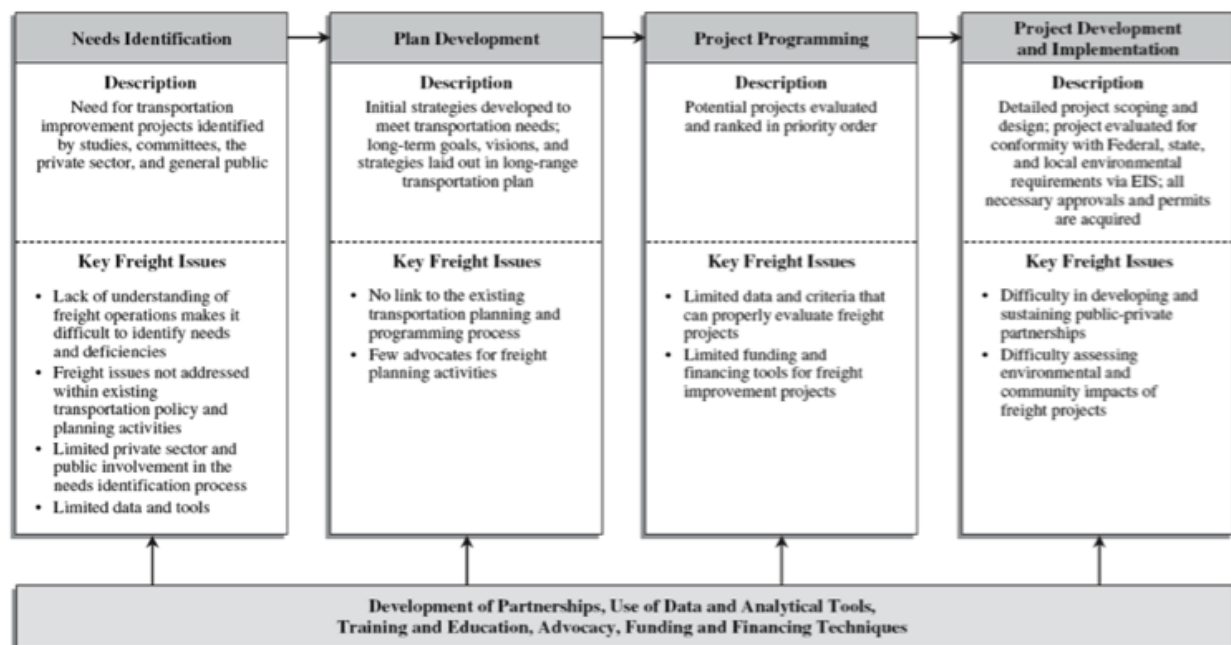 Needs Identification
Description
Need for transportation
improvement projects identified
by studies, committees, the
private sector, and general public
Key Freight Issues
• Lack of understanding of
freight operations makes it
difficult to identify needs
and deficiencies
• Freight issues not addressed
within existing
transportation policy and
planning activities
• Limited private sector and
public involvement in the
needs identification process
• Limited data and tools
Plan Development
Description
Initial strategies developed to
meet transportation needs;
long-term goals, visions, and
strategies laid out in long-range
transportation plan
Key Freight Issues
• No link to the existing
transportation planning and
programming process
• Few advocates for freight
planning activities
Project Programming
Description
Potential projects evaluated
and ranked in priority order
Key Freight Issues
• Limited data and criteria that
can properly evaluate freight
projects
• Limited funding and
financing tools for freight
improvement projects
Project Development
and Implementation
Description
Detailed project scoping and
design; project evaluated for
conformity with Federal, state,
and local environmental
requirements via EIS; all
necessary approvals and permits
are acquired
Key Freight Issues
• Difficulty in developing and
sustaining public-private
partnerships
• Difficulty assessing
environmental and
community impacts of
freight projects
Development of Partnerships, Use of Data and Analytical Tools,
Training and Education, Advocacy, Funding and Financing Techniques